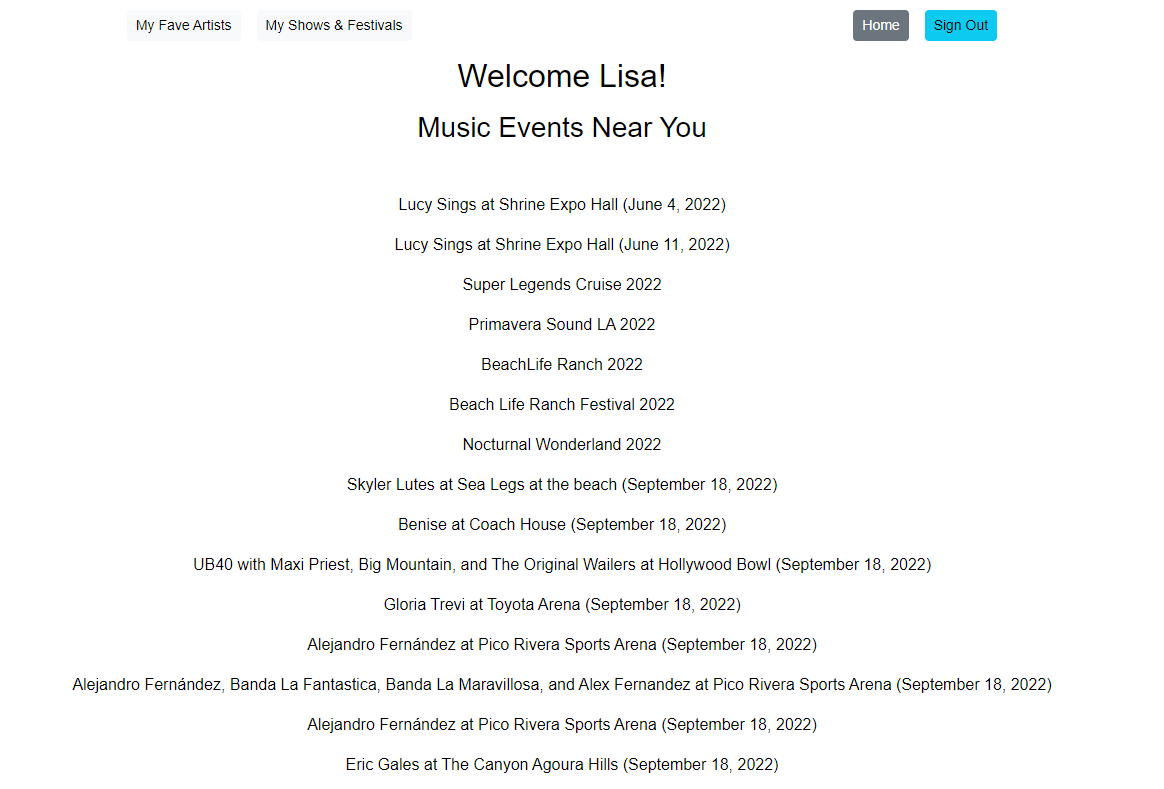 My Fave Artists
My Shows & Festivals
Home
Sign Out
Welcome Lisa!
Music Events Near You
Lucy Sings at Shrine Expo Hall (June 4, 2022)
Lucy Sings at Shrine Expo Hall (June 11, 2022)
Super Legends Cruise 2022
Primavera Sound LA 2022
BeachLife Ranch 2022
Beach Life Ranch Festival 2022
Nocturnal Wonderland 2022
Skyler Lutes at Sea Legs at the beach (September 18, 2022)
Benise at Coach House (September 18, 2022)
UB40 with Maxi Priest, Big Mountain, and The Original Wailers at Hollywood Bowl (September 18, 2022)
Gloria Trevi at Toyota Arena (September 18, 2022)
Alejandro Fernández at Pico Rivera Sports Arena (September 18, 2022)
Alejandro Fernández, Banda La Fantastica, Banda La Maravillosa, and Alex Fernandez at Pico Rivera Sports Arena (September 18, 2022)
Alejandro Fernández at Pico Rivera Sports Arena (September 18, 2022)
Eric Gales at The Canyon Agoura Hills (September 18, 2022)